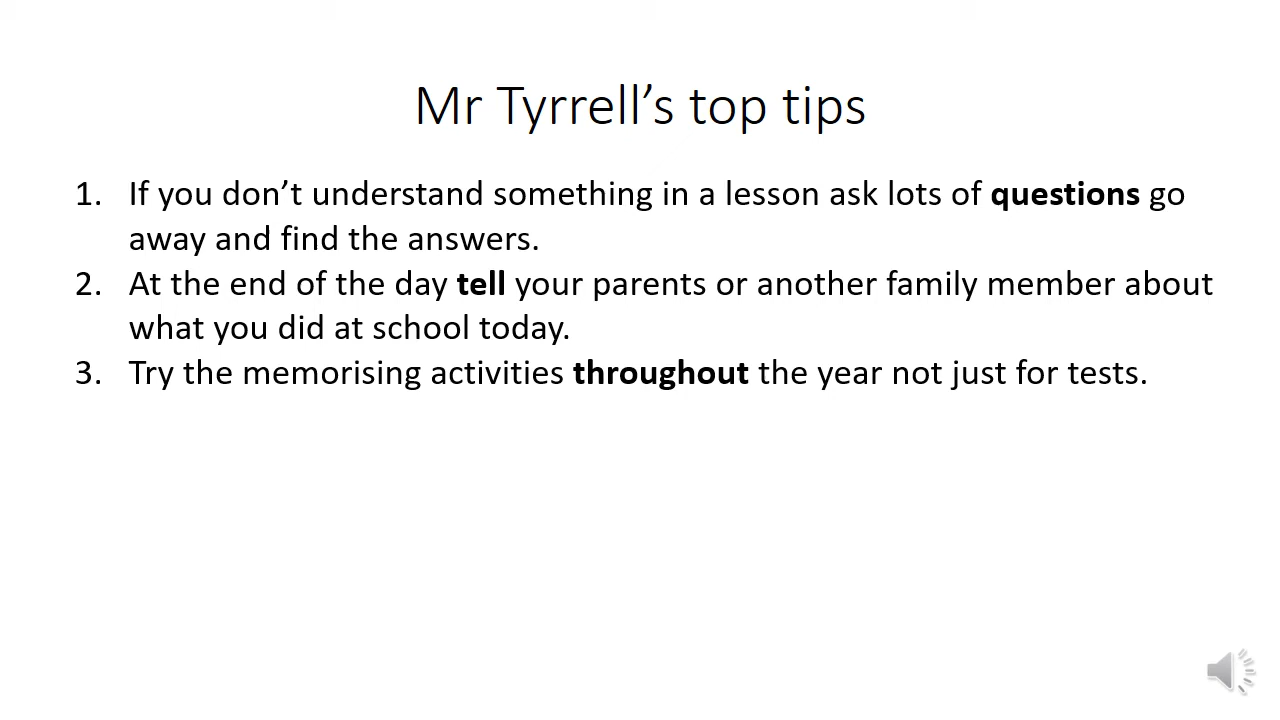 Mr Tyrrell’s top tips
1. If you don’t understand something in a lesson ask lots of questions go
away and find the answers.
2. At the end of the day tell your parents or another family member about
what you did at school today.
3. Try the memorising activities throughout the year not just for tests.